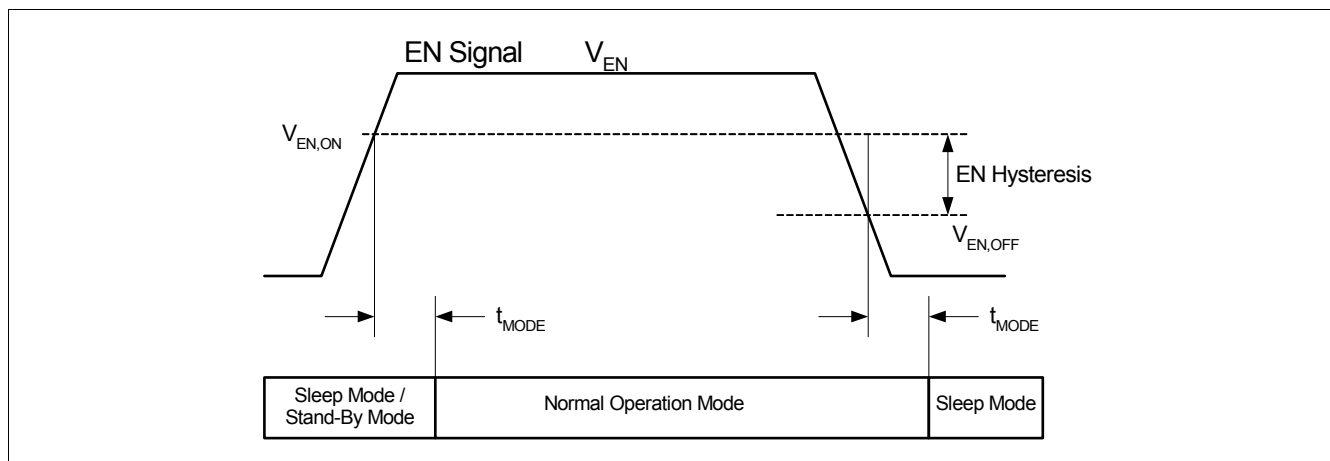 EN Signal V_EN
V_EN,ON
EN Hysteresis
V_EN,OFF
t_MODE
t_MODE
Sleep Mode /
Stand-By Mode
Normal Operation Mode
Sleep Mode